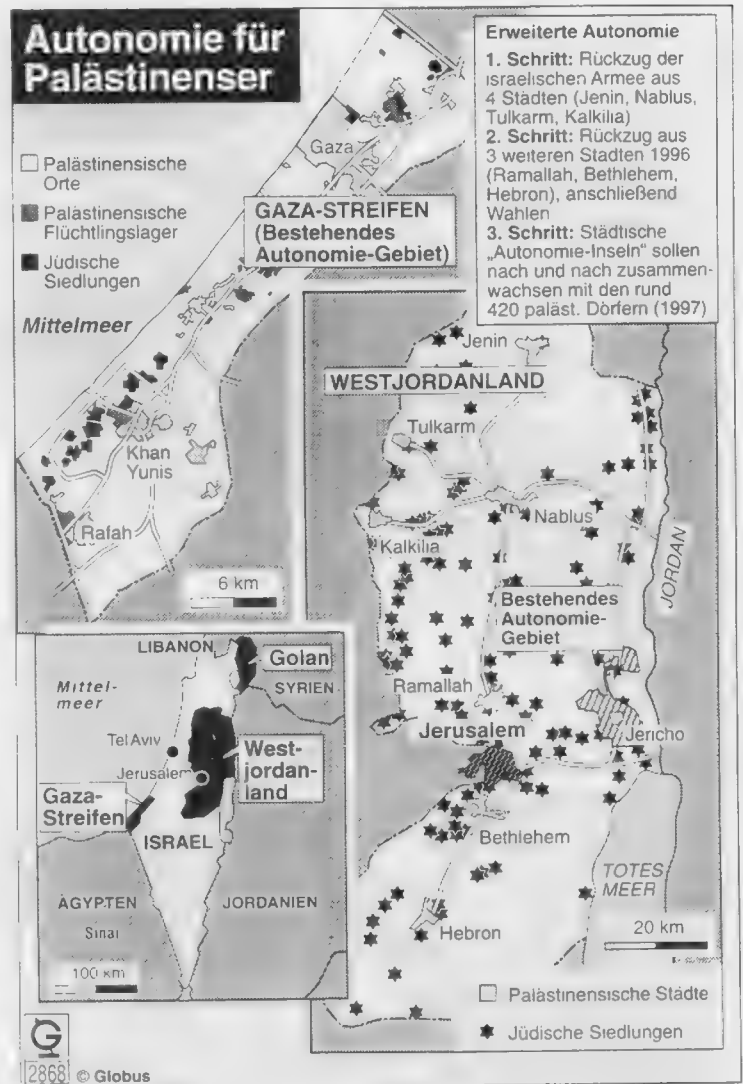 Autonomie für
Palästinenser
Erweiterte Autonomie
1. Schritt: Rückzug der
israelischen Armee aus
4 Städten (Jenin, Nablus,
Tulkarm, Kalkilia)
2. Schritt: Rückzug aus
3 weiteren Stadten 1996
(Ramallah, Bethlehem,
Hebron), anschließend
Wahlen
3. Schritt: Städtische
„Autonomie-Inseln“ sollen
nach und nach zusammen-
wachsen mit den rund
420 paläst. Dörfern (1997)
Palästinensische
Orte
Palästinensische
Flüchtlingslager
Jüdische
Siedlungen
Mittelmeer
Gaza
GAZA-STREIFEN
(Bestehendes
Autonomie-Gebiet)
Khan
Yunis
Rafah
6 km
WESTJORDANLAND
Jenin
Tulkarm
Nablus
Kalkilia
JORDAN
Bestehendes
Autonomie-
Gebiet
Ramallah
Jerusalem
Jericho
Bethlehem
TOTES
MEER
Hebron
20 km
Palästinensische Städte
Jüdische Siedlungen
LIBANON
Golan
Mittel-
meer
SYRIEN
Tel Aviv
Jerusalem
West-
jordan-
land
Gaza-
Streifen
ISRAEL
ÄGYPTEN
Sinai
JORDANIEN
100 km
G
2868 © Globus